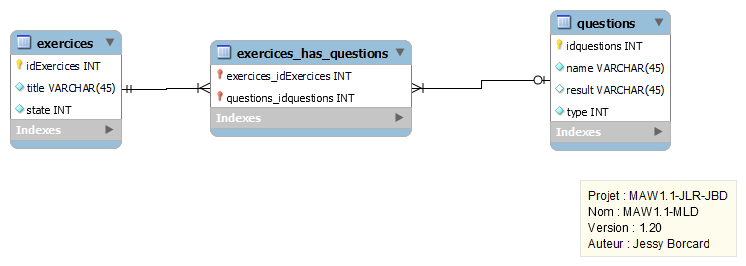 exercices
idExercices INT
title VARCHAR(45)
state INT
Indexes
exercices_has_questions
exercices_idExercices INT
questions_idquestions INT
Indexes
questions
idquestions INT
name VARCHAR(45)
result VARCHAR(45)
type INT
Indexes
Projet : MAW1.1-JLR-JBD
Nom : MAW1.1-MLD
Version : 1.20
Auteur : Jessy Borcard